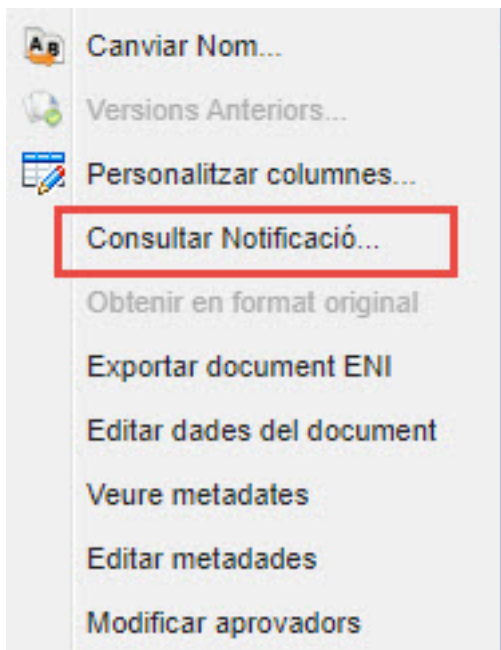 Canviar Nom...
Versions Anteriors...
Personalitzar columnes...
Consultar Notificació...
Obtenir en format original
Exportar document ENI
Editar dades del document
Veure metadates
Editar metadades
Modificar aprovadors